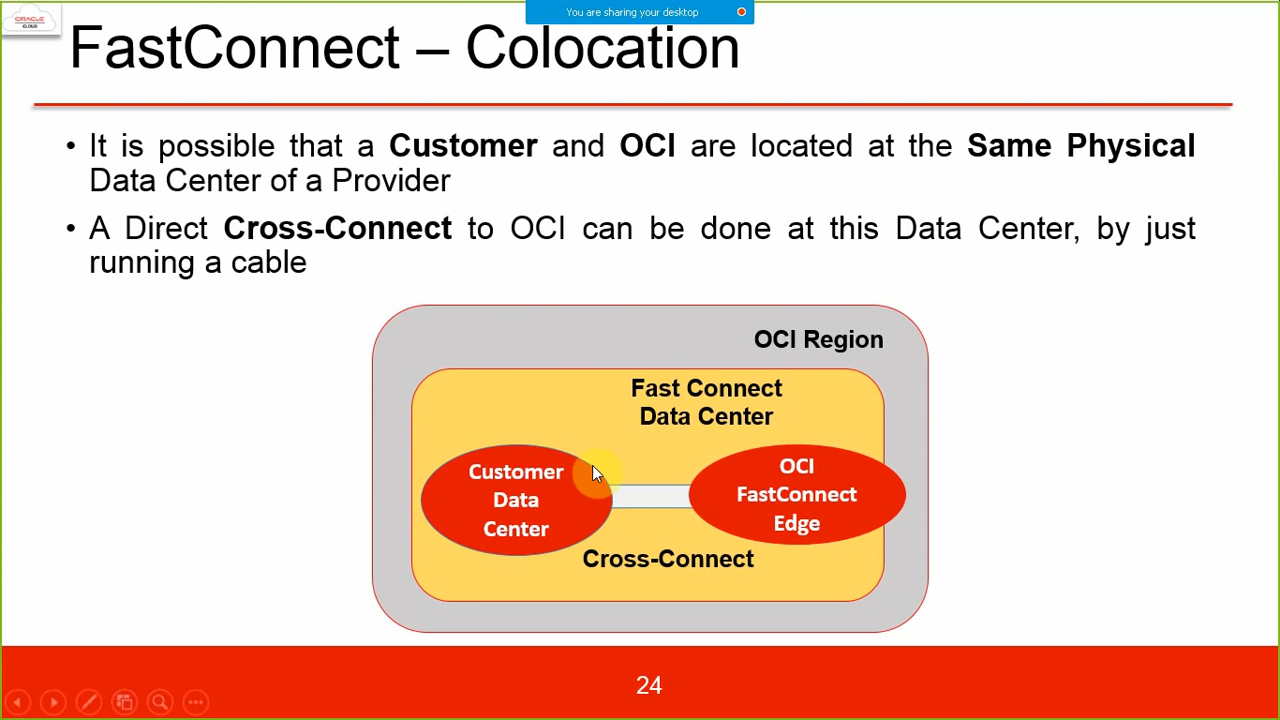 You are sharing your desktop
ORACLE
CLOUD
FastConnect – Colocation
• It is possible that a Customer and OCI are located at the Same Physical
Data Center of a Provider
• A Direct Cross-Connect to OCI can be done at this Data Center, by just
running a cable
OCI Region
Fast Connect
Data Center
Customer
Data
Center
OCI
FastConnect
Edge
Cross-Connect
24